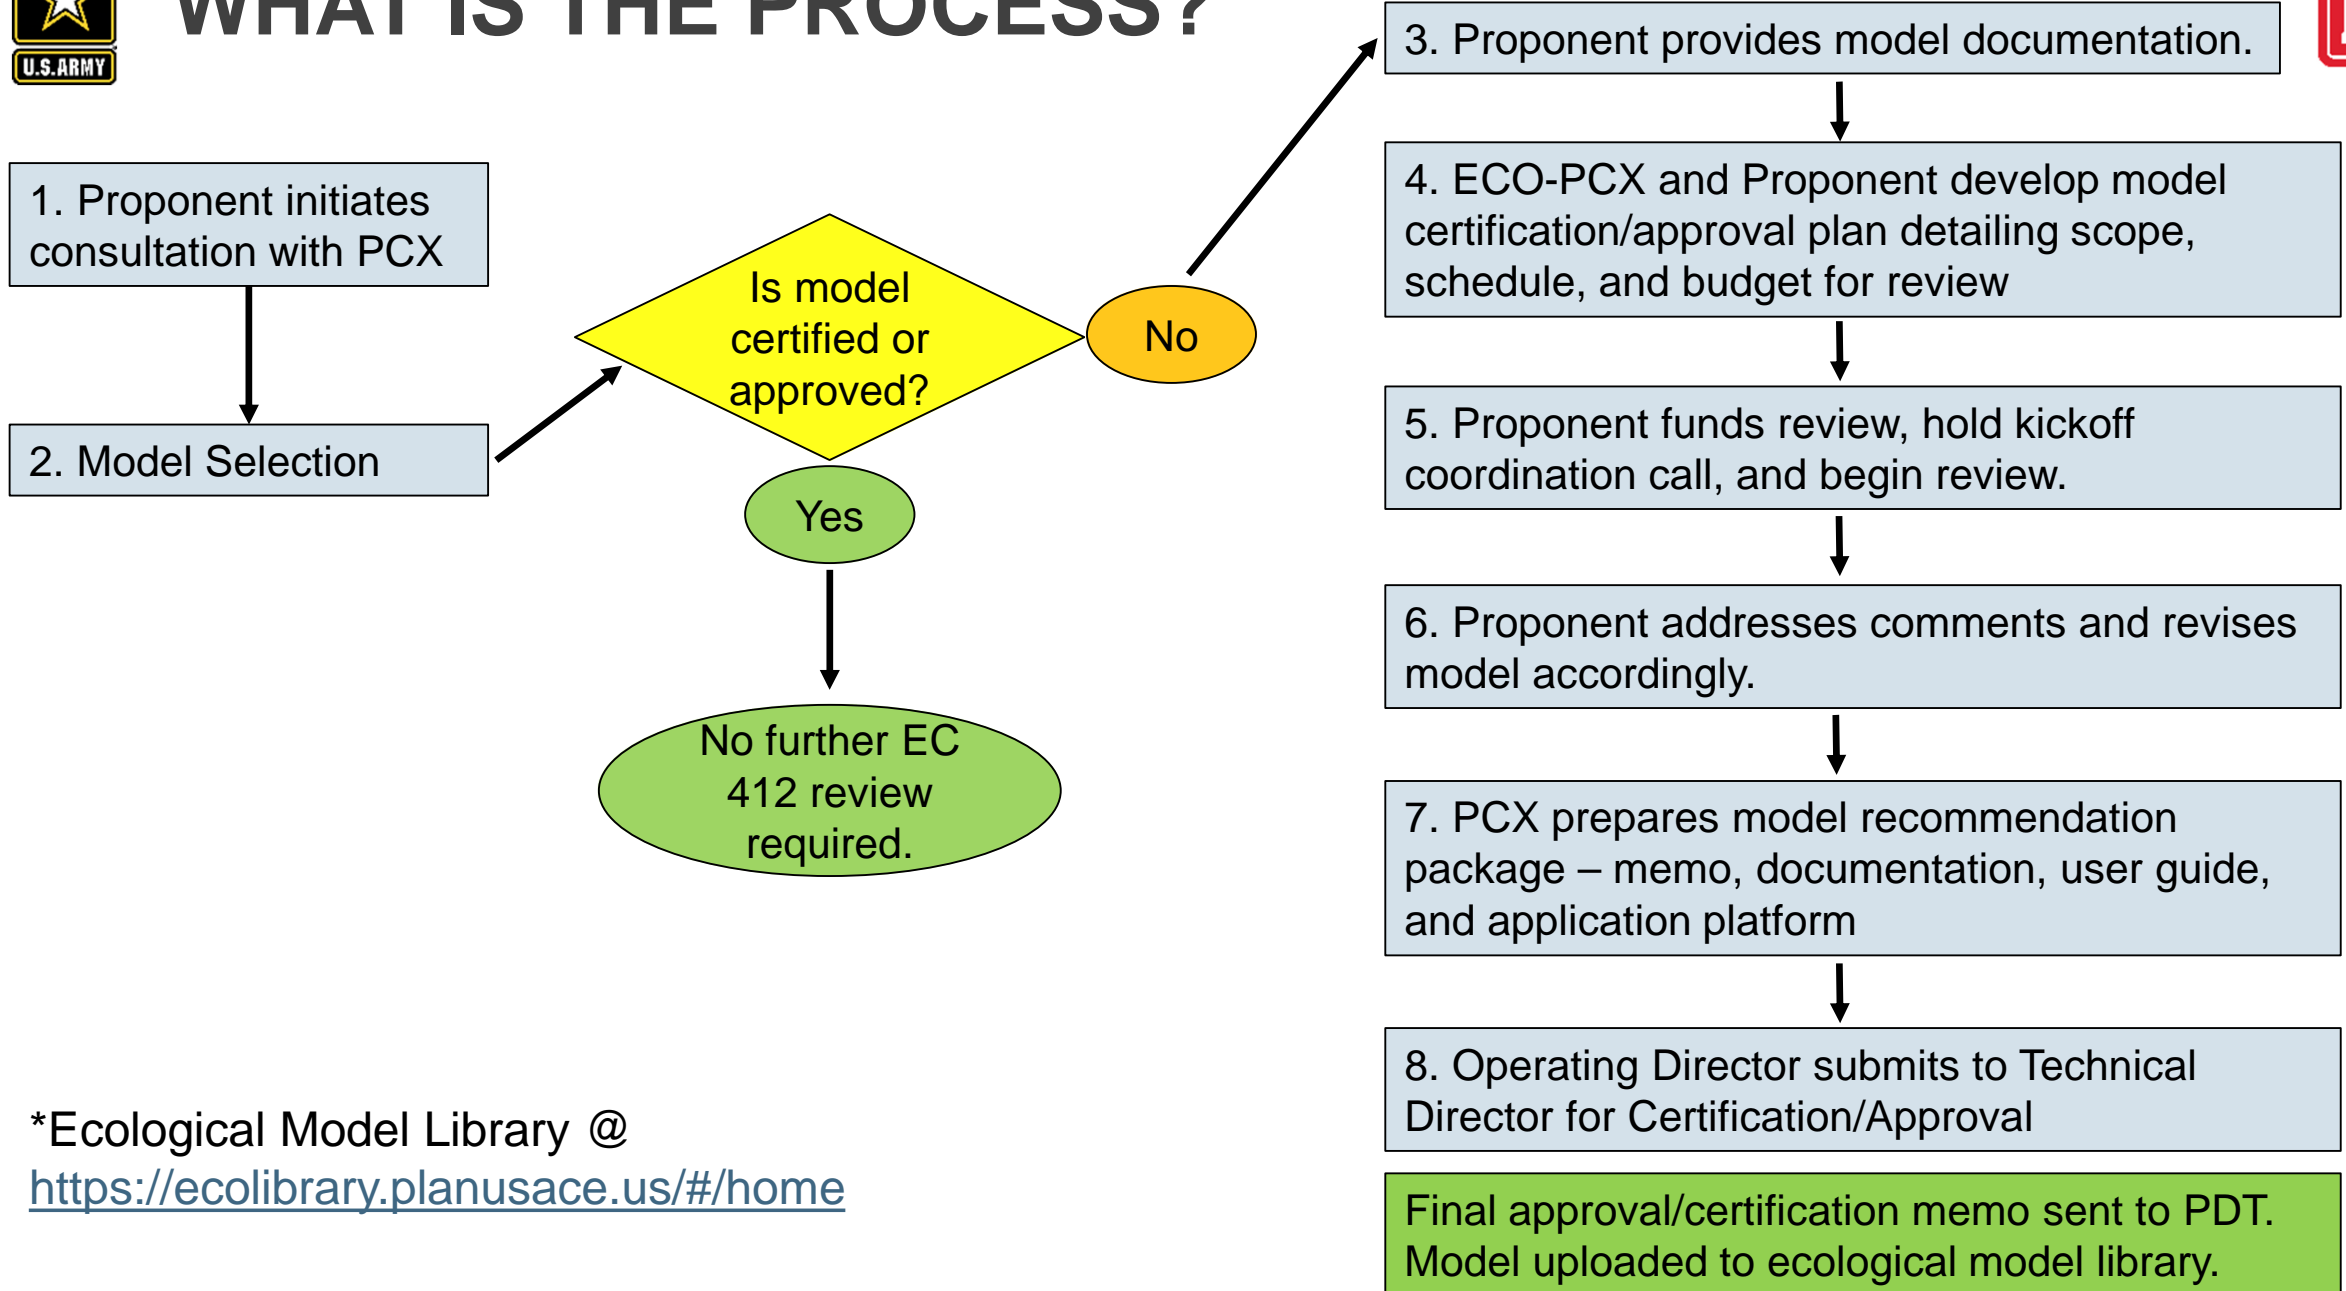 WHAT IS THE PROCESS?
U.S.ARMY
1. Proponent initiates
consultation with PCX
2. Model Selection
Is model
certified or
approved?
No
Yes
No further EC
412 review
required.
3. Proponent provides model documentation.
4. ECO-PCX and Proponent develop model
certification/approval plan detailing scope,
schedule, and budget for review
5. Proponent funds review, hold kickoff
coordination call, and begin review.
6. Proponent addresses comments and revises
model accordingly.
7. PCX prepares model recommendation
package – memo, documentation, user guide,
and application platform
8. Operating Director submits to Technical
Director for Certification/Approval
Final approval/certification memo sent to PDT.
Model uploaded to ecological model library.
*Ecological Model Library @
https://ecolibrary.planusace.us/#/home